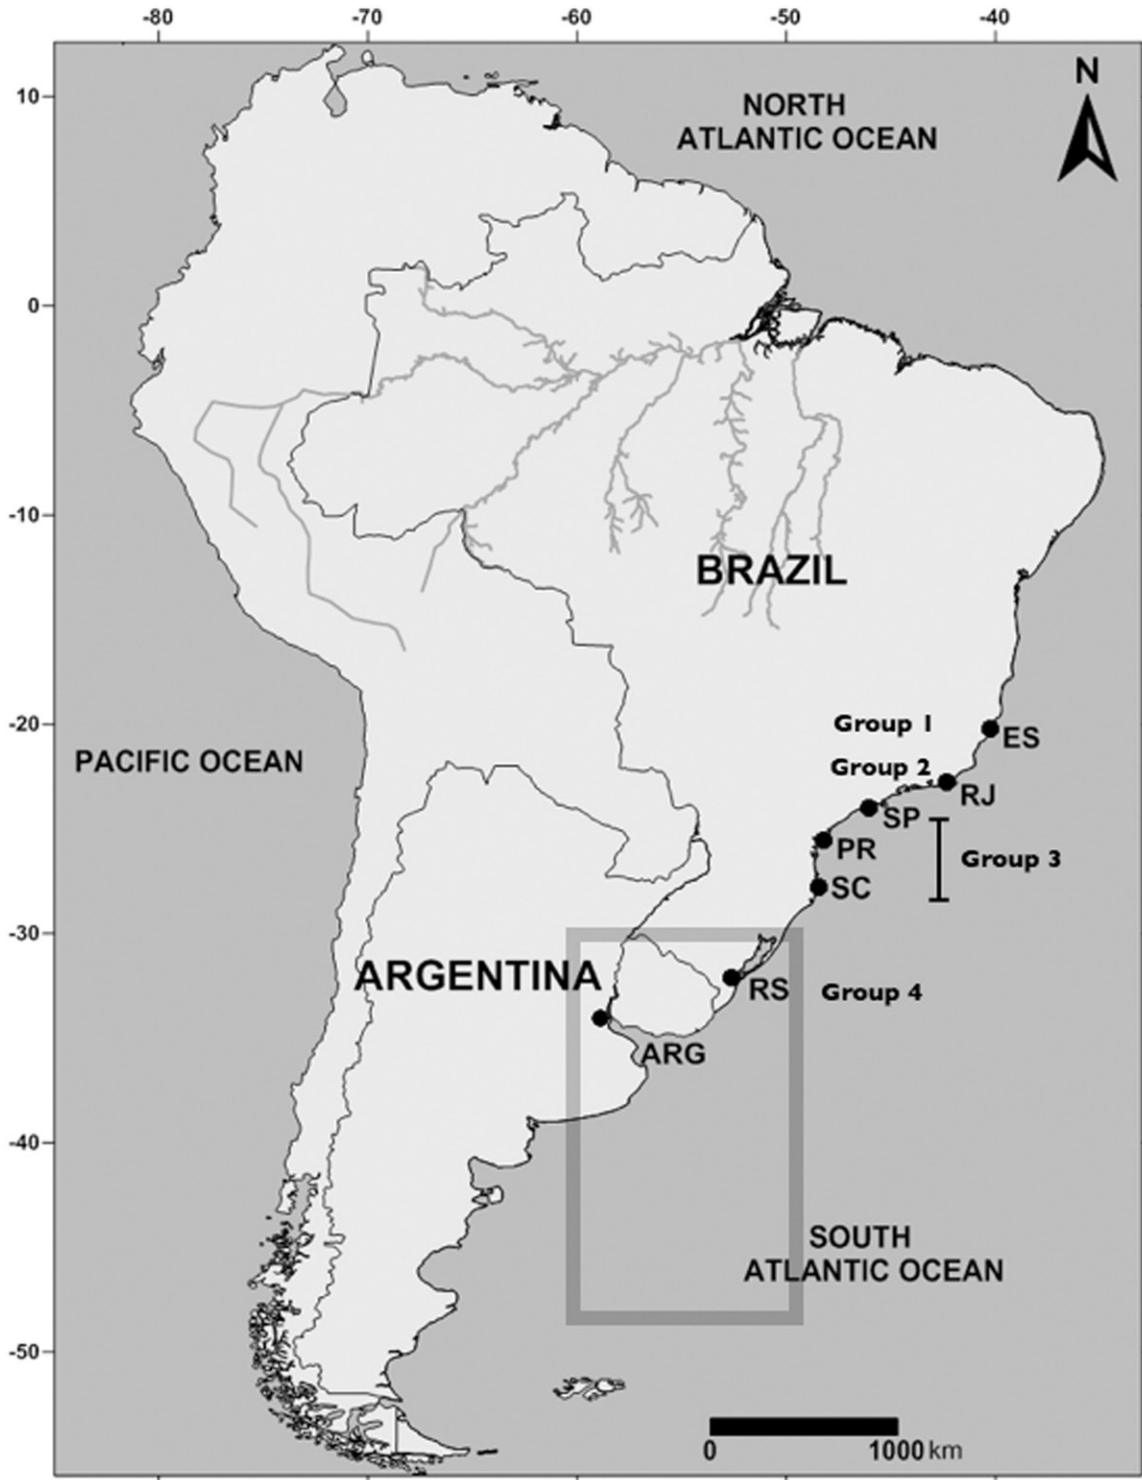 -80 -70 -60 -50 -40
N
10
NORTH
ATLANTIC OCEAN
0
-10
BRAZIL
-20
Group 1
ES
PACIFIC OCEAN
Group 2
RJ
SP
PR
Group 3
SC
-30
ARGENTINA
RS
Group 4
ARG
-40
SOUTH
ATLANTIC OCEAN
-50
0 1000 km